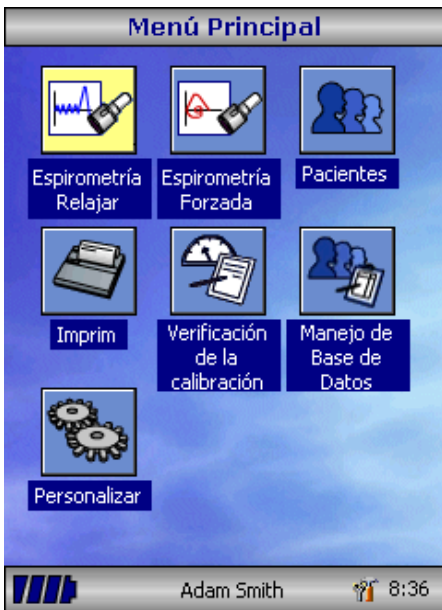 Menú Principal
Espirometría
Relajar
Espirometría
Forzada
Pacientes
Imprim
Verificación
de la
calibración
Manejo de
Base de
Datos
Personalizar
Adam Smith
8:36